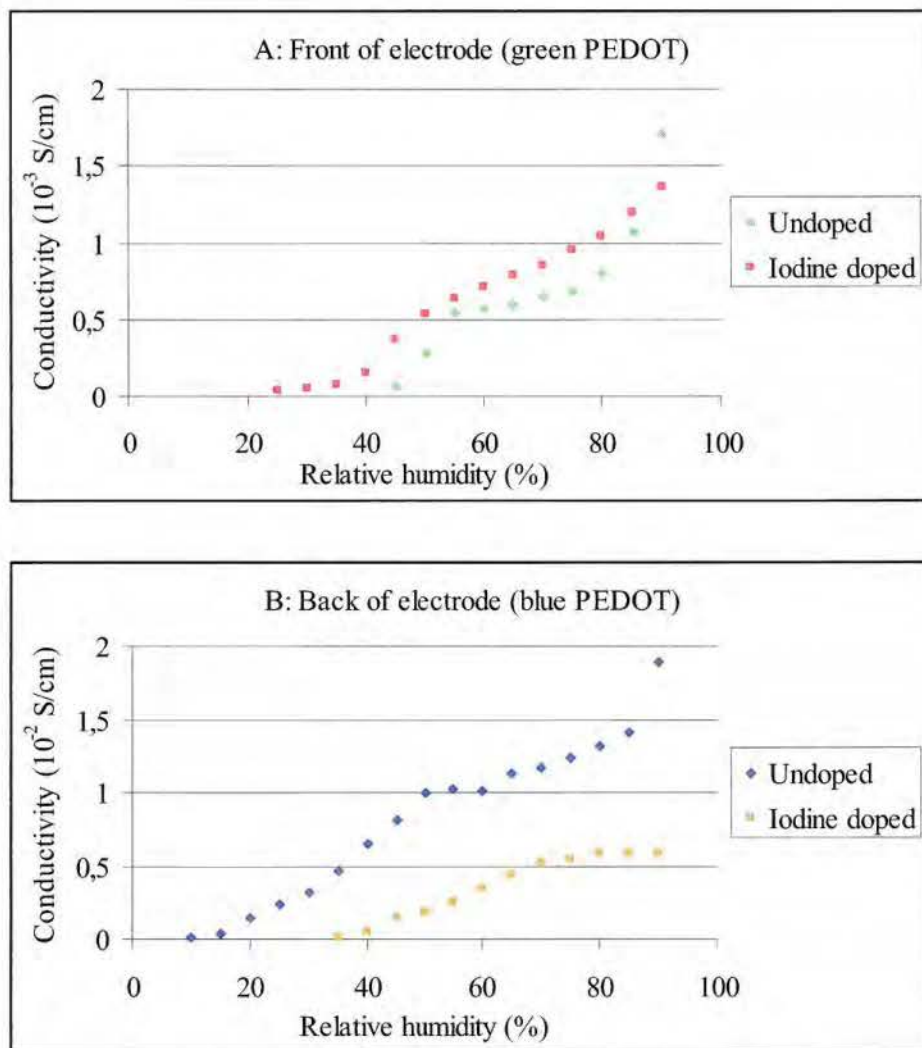 A: Front of electrode (green PEDOT)
Conductivity (10⁻³ S/cm)
2
1,5
1
0,5
0
0 20 40 60 80 100
Relative humidity (%)
Undoped
Iodine doped
B: Back of electrode (blue PEDOT)
Conductivity (10⁻² S/cm)
2
1,5
1
0,5
0
0 20 40 60 80 100
Relative humidity (%)
Undoped
Iodine doped